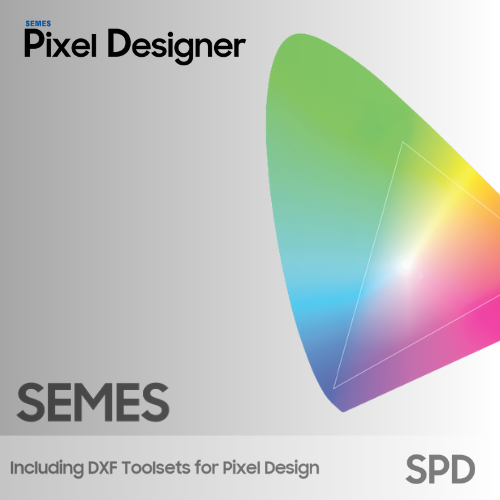 SEMES
Pixel Designer
SEMES
Including DXF Toolsets for Pixel Design
SPD